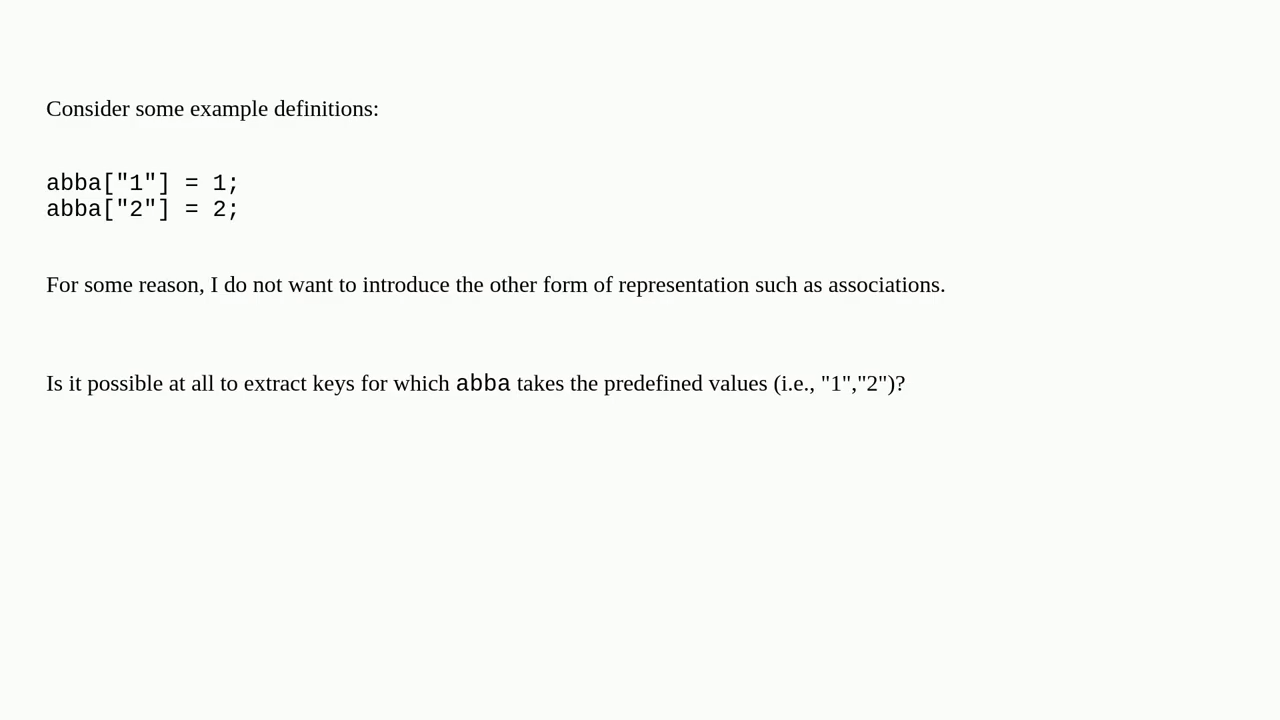 Consider some example definitions:
abba["1"] = 1;
abba["2"] = 2;
For some reason, I do not want to introduce the other form of representation such as associations.
Is it possible at all to extract keys for which abba takes the predefined values (i.e., "1","2")?